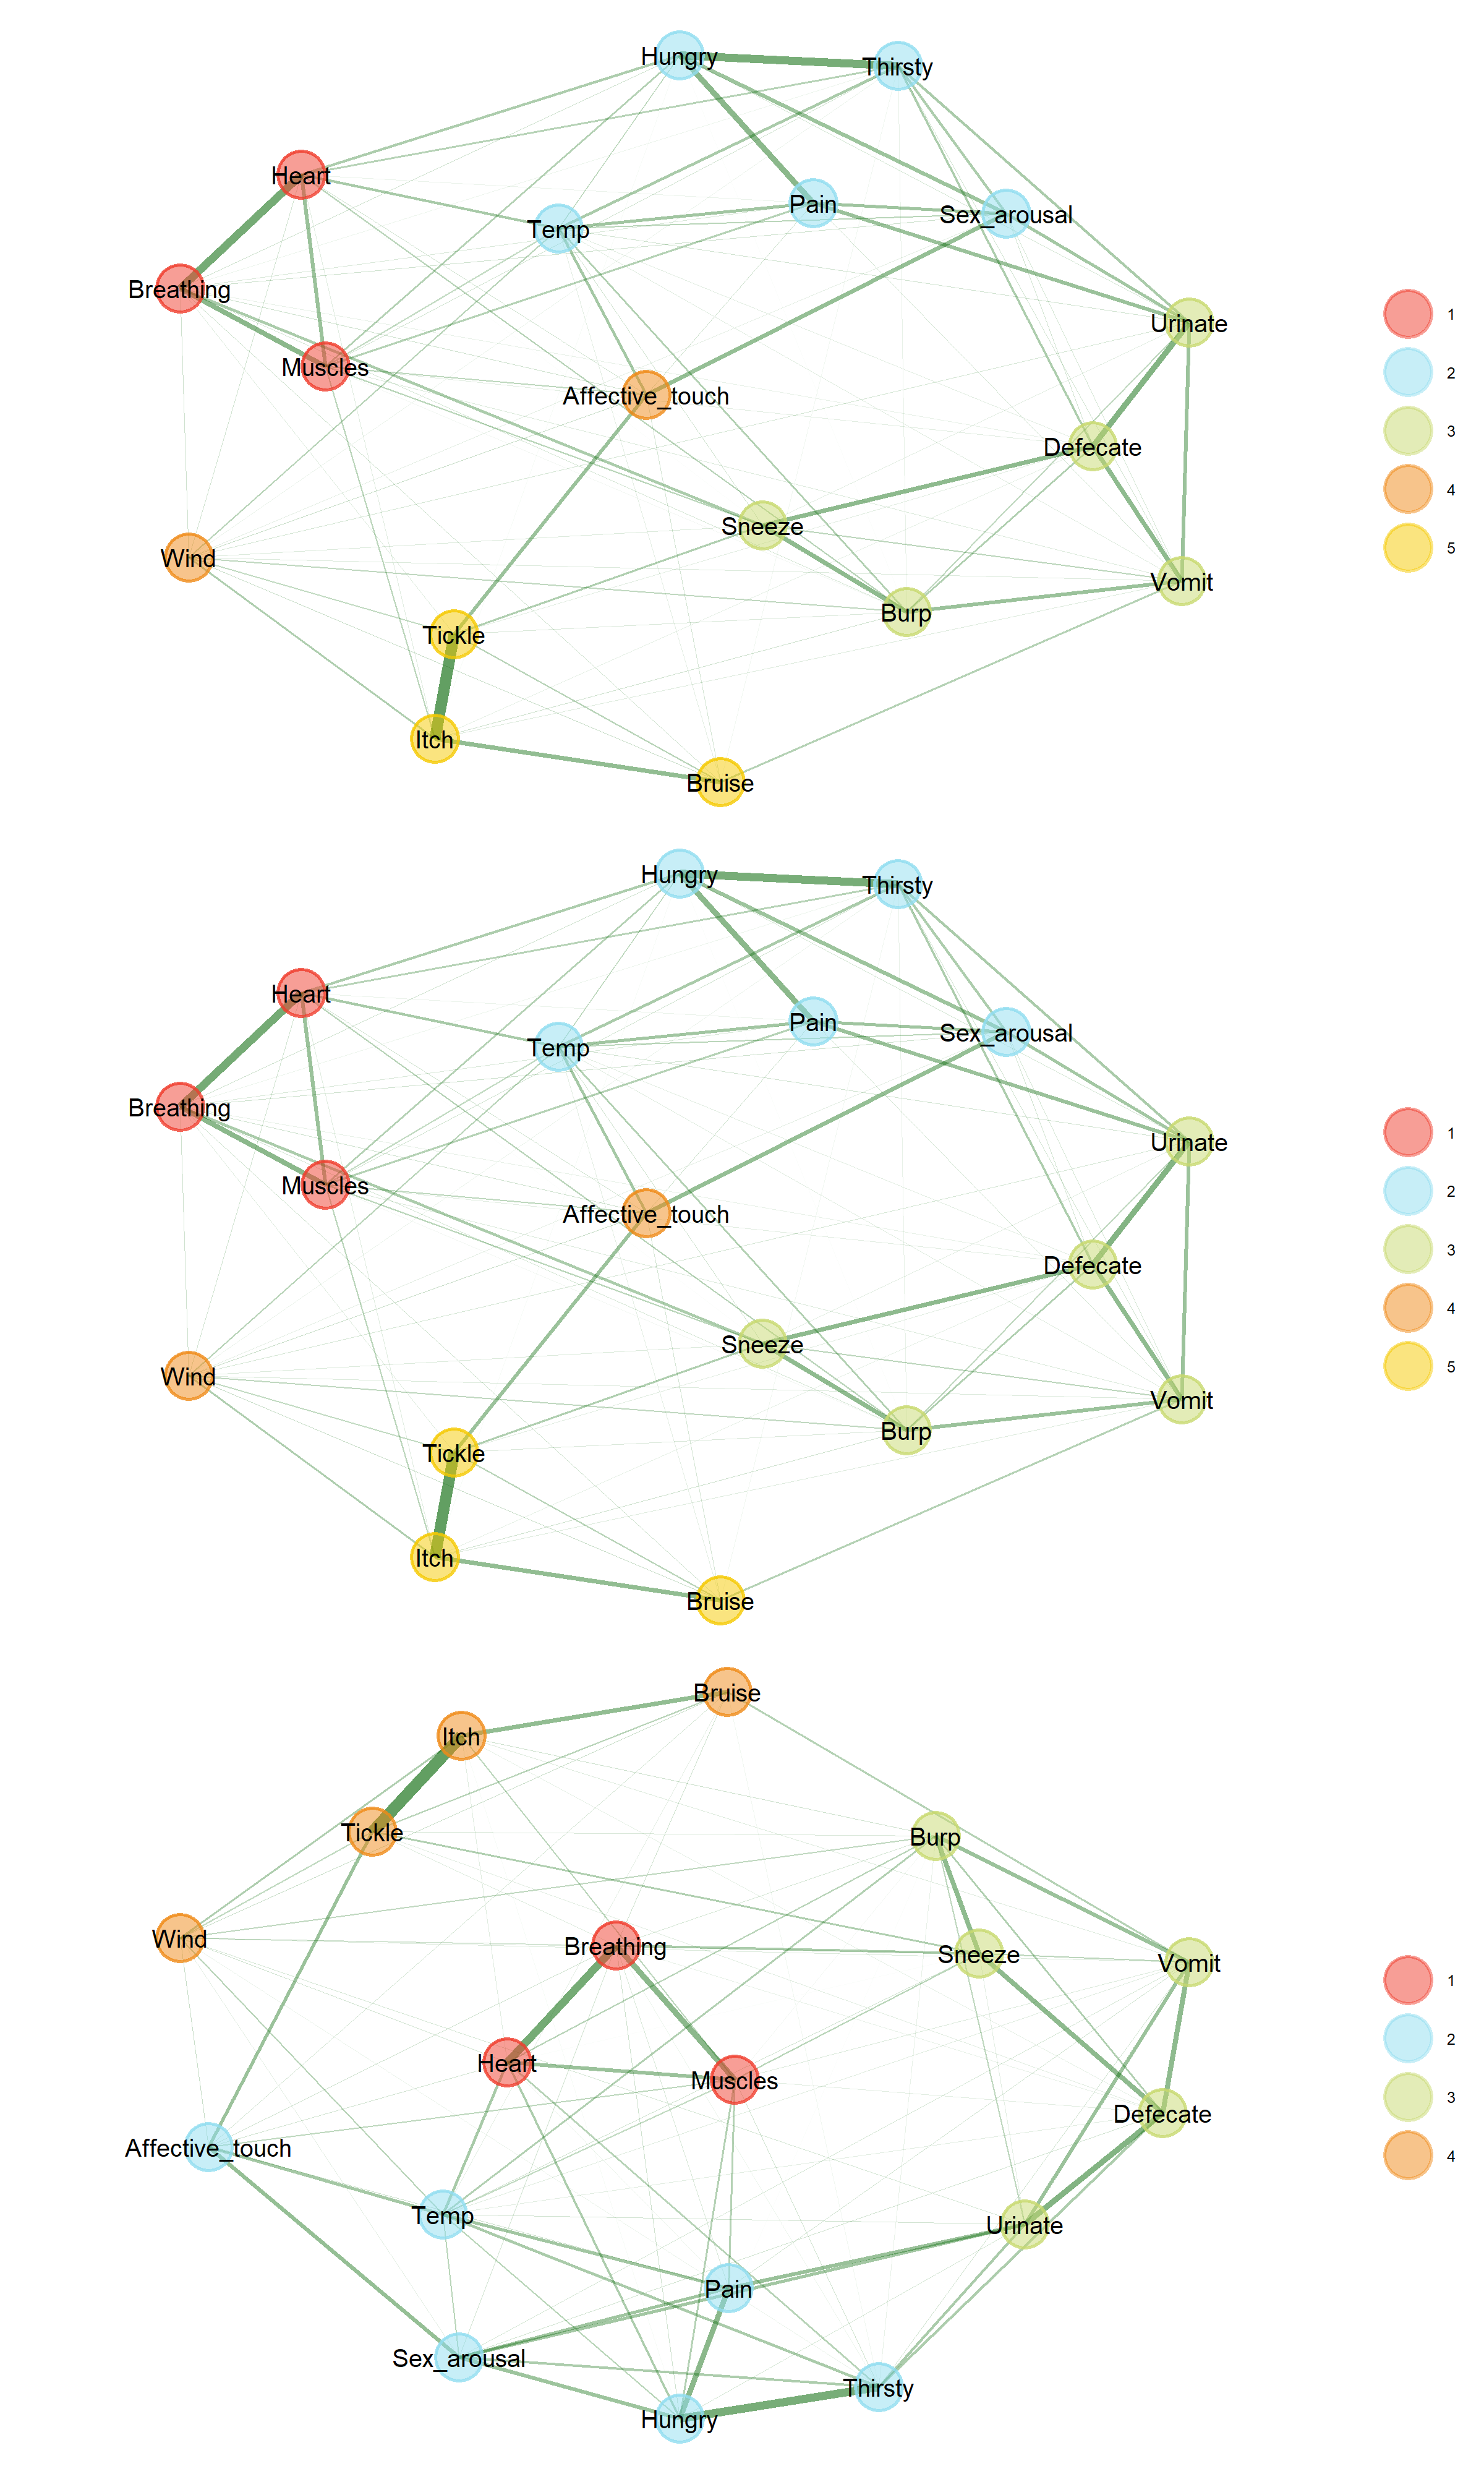 Hungry
Thirsty
Heart
Pain
Sex_arousal
Temp
Breathing
Urinate
Muscles
Affective_touch
Defecate
Sneeze
Wind
Vomit
Burp
Tickle
Itch
Bruise
1
2
3
4
5
Hungry
Thirsty
Heart
Pain
Sex_arousal
Temp
Breathing
Urinate
Muscles
Affective_touch
Defecate
Sneeze
Wind
Vomit
Burp
Tickle
Itch
Bruise
1
2
3
4
5
Bruise
Itch
Tickle
Burp
Wind
Breathing
Sneeze
Vomit
Heart
Muscles
Defecate
Affective_touch
Temp
Urinate
Pain
Sex_arousal
Thirsty
Hungry
1
2
3
4